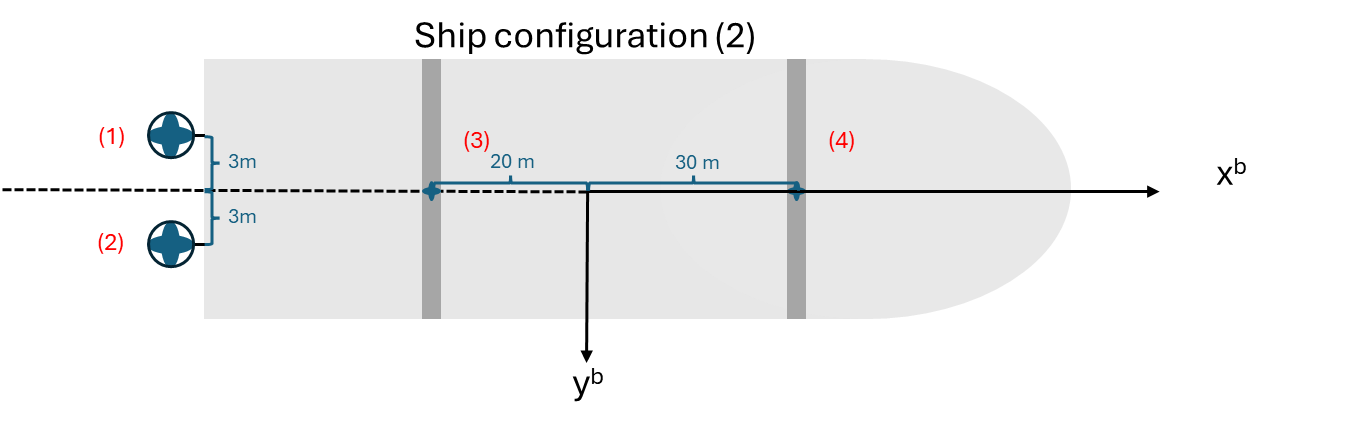 Ship configuration (2)
(1)
3m
(3)
20 m
30 m
(4)
x^b
3m
(2)
y^b